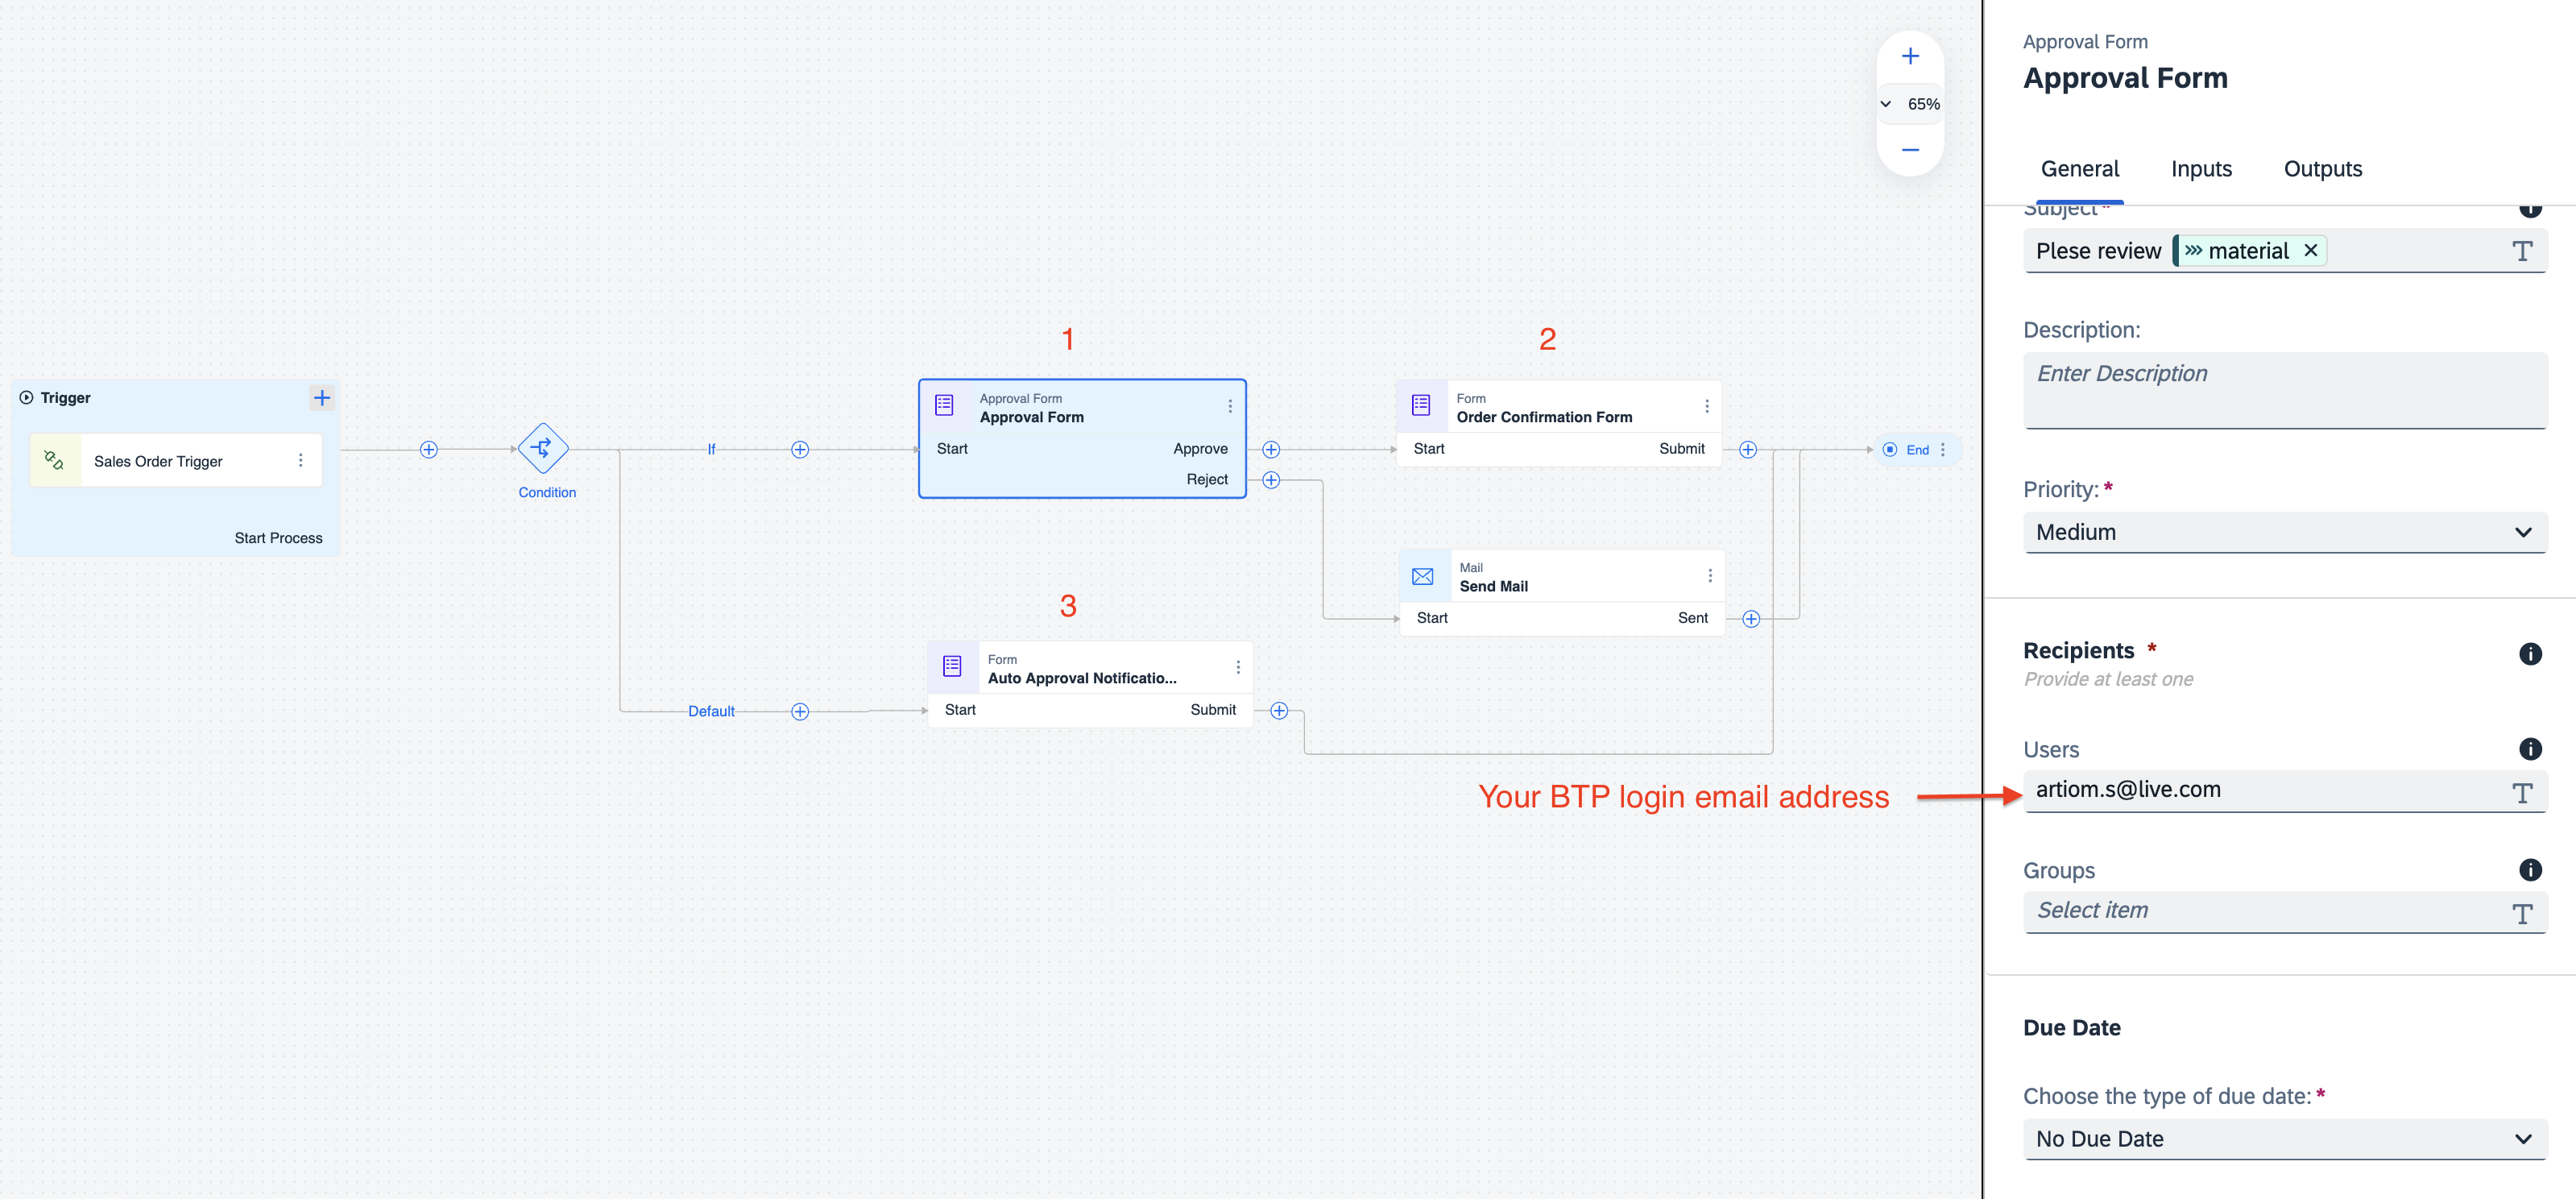 Trigger
Sales Order Trigger
Start Process
Condition
If
Default
1
Approval Form
Approval Form
Start
Approve
Reject
2
Form
Order Confirmation Form
Start
Submit
End
Mail
Send Mail
Start
Sent
3
Form
Auto Approval Notificatio...
Start
Submit
Your BTP login email address
65%
Approval Form
Approval Form
General Inputs Outputs
Subject*
Plese review material
Description:
Enter Description
Priority:*
Medium
Recipients *
Provide at least one
Users
artiom.s@live.com
Groups
Select item
Due Date
Choose the type of due date:*
No Due Date